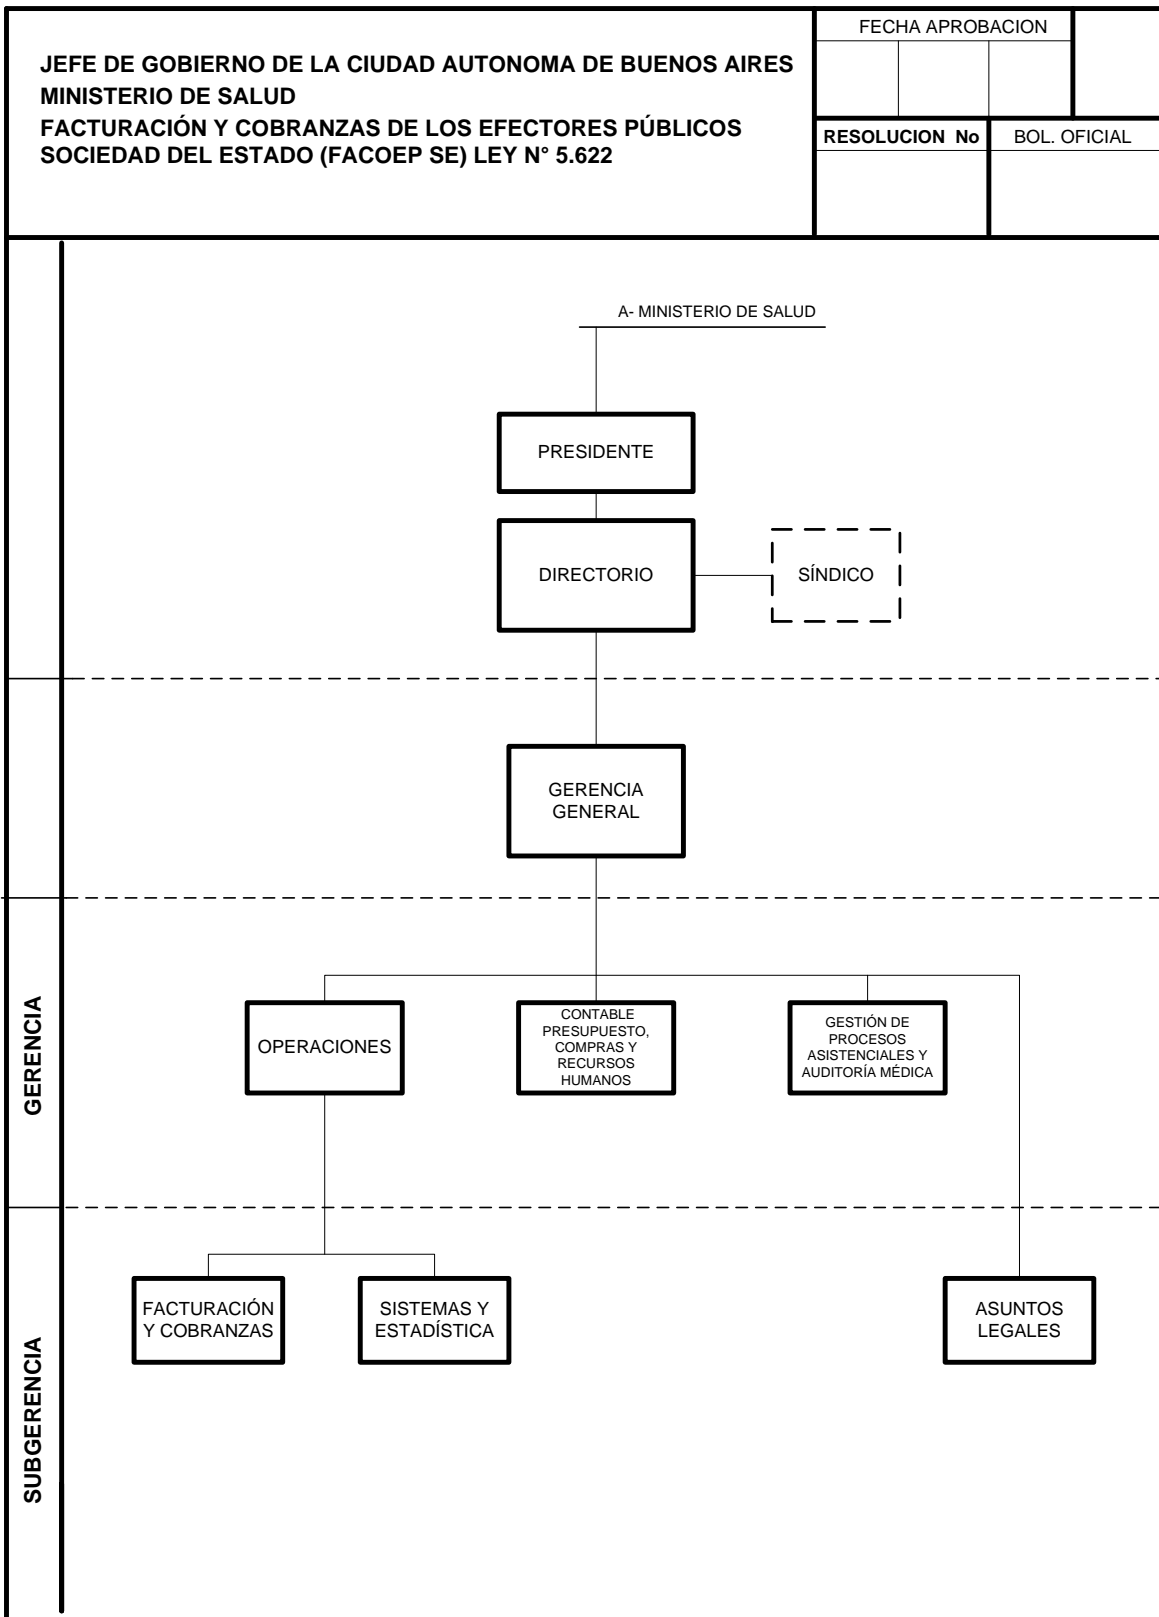 JEFE DE GOBIERNO DE LA CIUDAD AUTONOMA DE BUENOS AIRES
MINISTERIO DE SALUD
FACTURACIÓN Y COBRANZAS DE LOS EFECTORES PÚBLICOS
SOCIEDAD DEL ESTADO (FACOEP SE) LEY N° 5.622
FECHA APROBACION
RESOLUCION No
BOL. OFICIAL
A- MINISTERIO DE SALUD
PRESIDENTE
DIRECTORIO
SÍNDICO
GERENCIA
GENERAL
GERENCIA
OPERACIONES
CONTABLE
PRESUPUESTO,
COMPRAS Y
RECURSOS
HUMANOS
GESTIÓN DE
PROCESOS
ASISTENCIALES Y
AUDITORÍA MÉDICA
SUBGERENCIA
FACTURACIÓN
Y COBRANZAS
SISTEMAS Y
ESTADÍSTICA
ASUNTOS
LEGALES